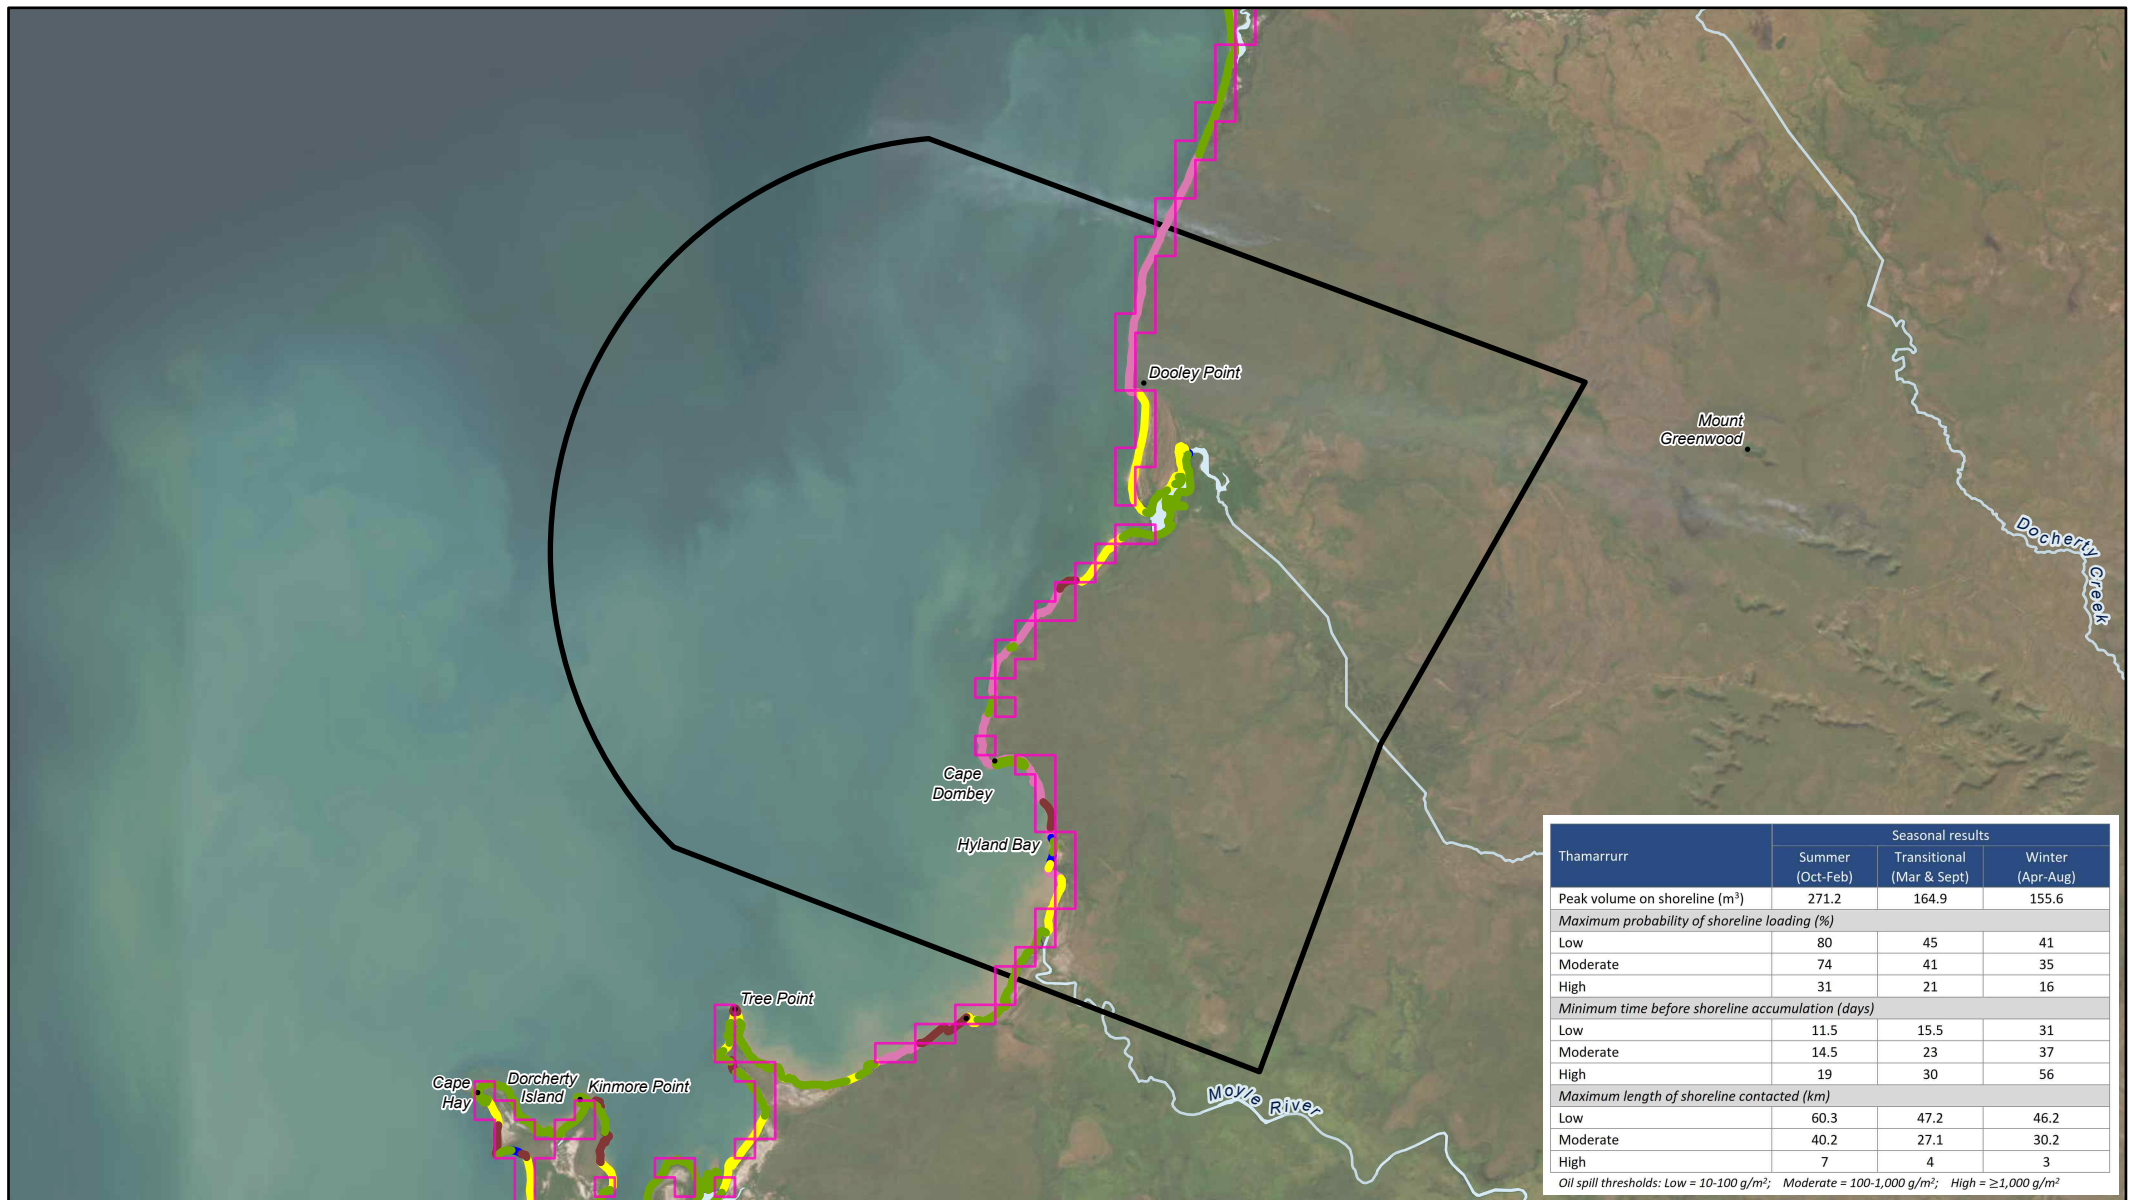 Dooley Point
Mount
Greenwood
Docherty
Creek
Cape
Dombey
Hyland Bay
Tree Point
Cape
Hay
Dorcherty
Island
Kinmore Point
Moyle River
Thamarrurr
Seasonal results
Summer
(Oct-Feb)
Transitional
(Mar & Sept)
Winter
(Apr-Aug)
Peak volume on shoreline (m³) 271.2 164.9 155.6
Maximum probability of shoreline loading (%)
Low 80 45 41
Moderate 74 41 35
High 31 21 16
Minimum time before shoreline accumulation (days)
Low 11.5 15.5 31
Moderate 14.5 23 37
High 19 30 56
Maximum length of shoreline contacted (km)
Low 60.3 47.2 46.2
Moderate 40.2 27.1 30.2
High 7 4 3
Oil spill thresholds: Low = 10-100 g/m²; Moderate = 100-1,000 g/m²; High = ≥1,000 g/m²